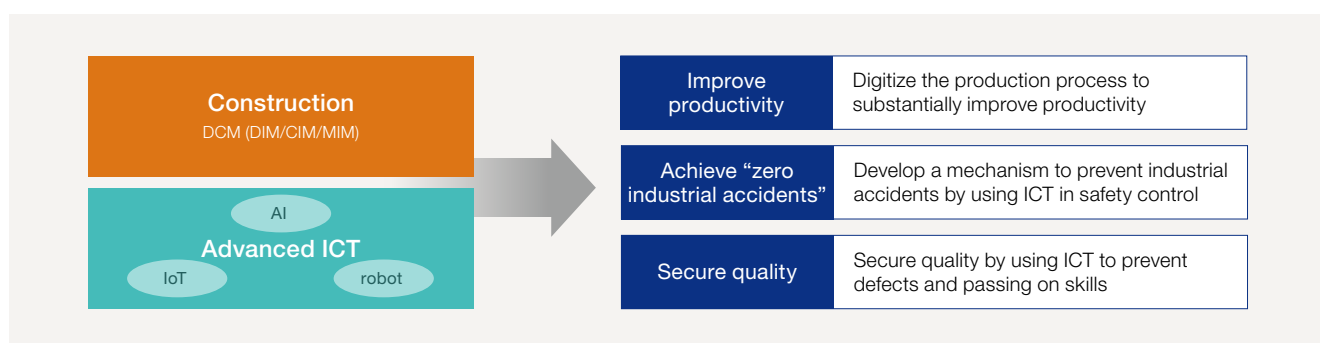 Construction
DCM (DIM/CIM/MIM)
AI
Advanced ICT
IoT
robot
Improve
productivity
Digitize the production process to
substantially improve productivity
Achieve “zero
industrial accidents”
Develop a mechanism to prevent industrial
accidents by using ICT in safety control
Secure quality
Secure quality by using ICT to prevent
defects and passing on skills